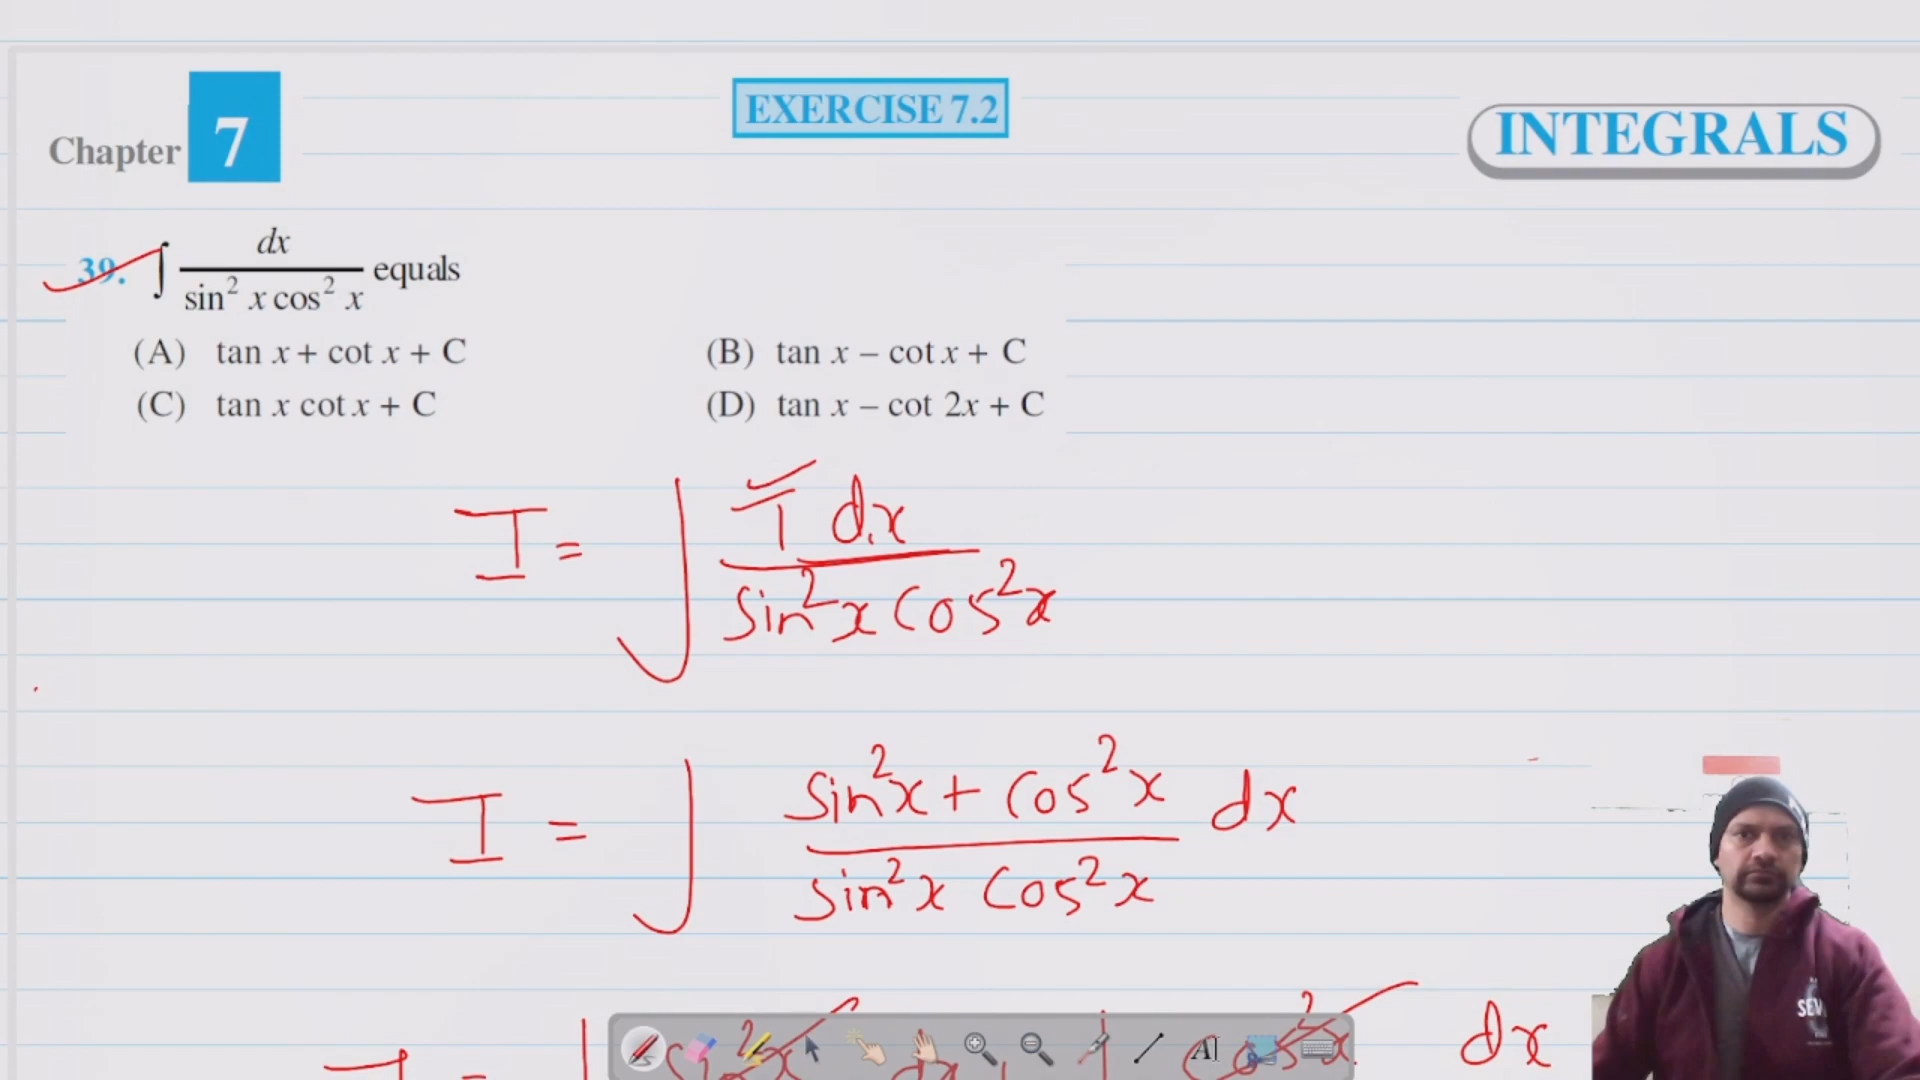 Chapter 7
EXERCISE 7.2
INTEGRALS
39. ∫ dx / sin² x cos² x equals
(A) tan x + cot x + C
(B) tan x – cot x + C
(C) tan x cot x + C
(D) tan x – cot 2x + C
I = ∫ 1 dx / sin²x cos²x
I = ∫ sin²x + cos²x / sin²x cos²x dx
cos²x dx